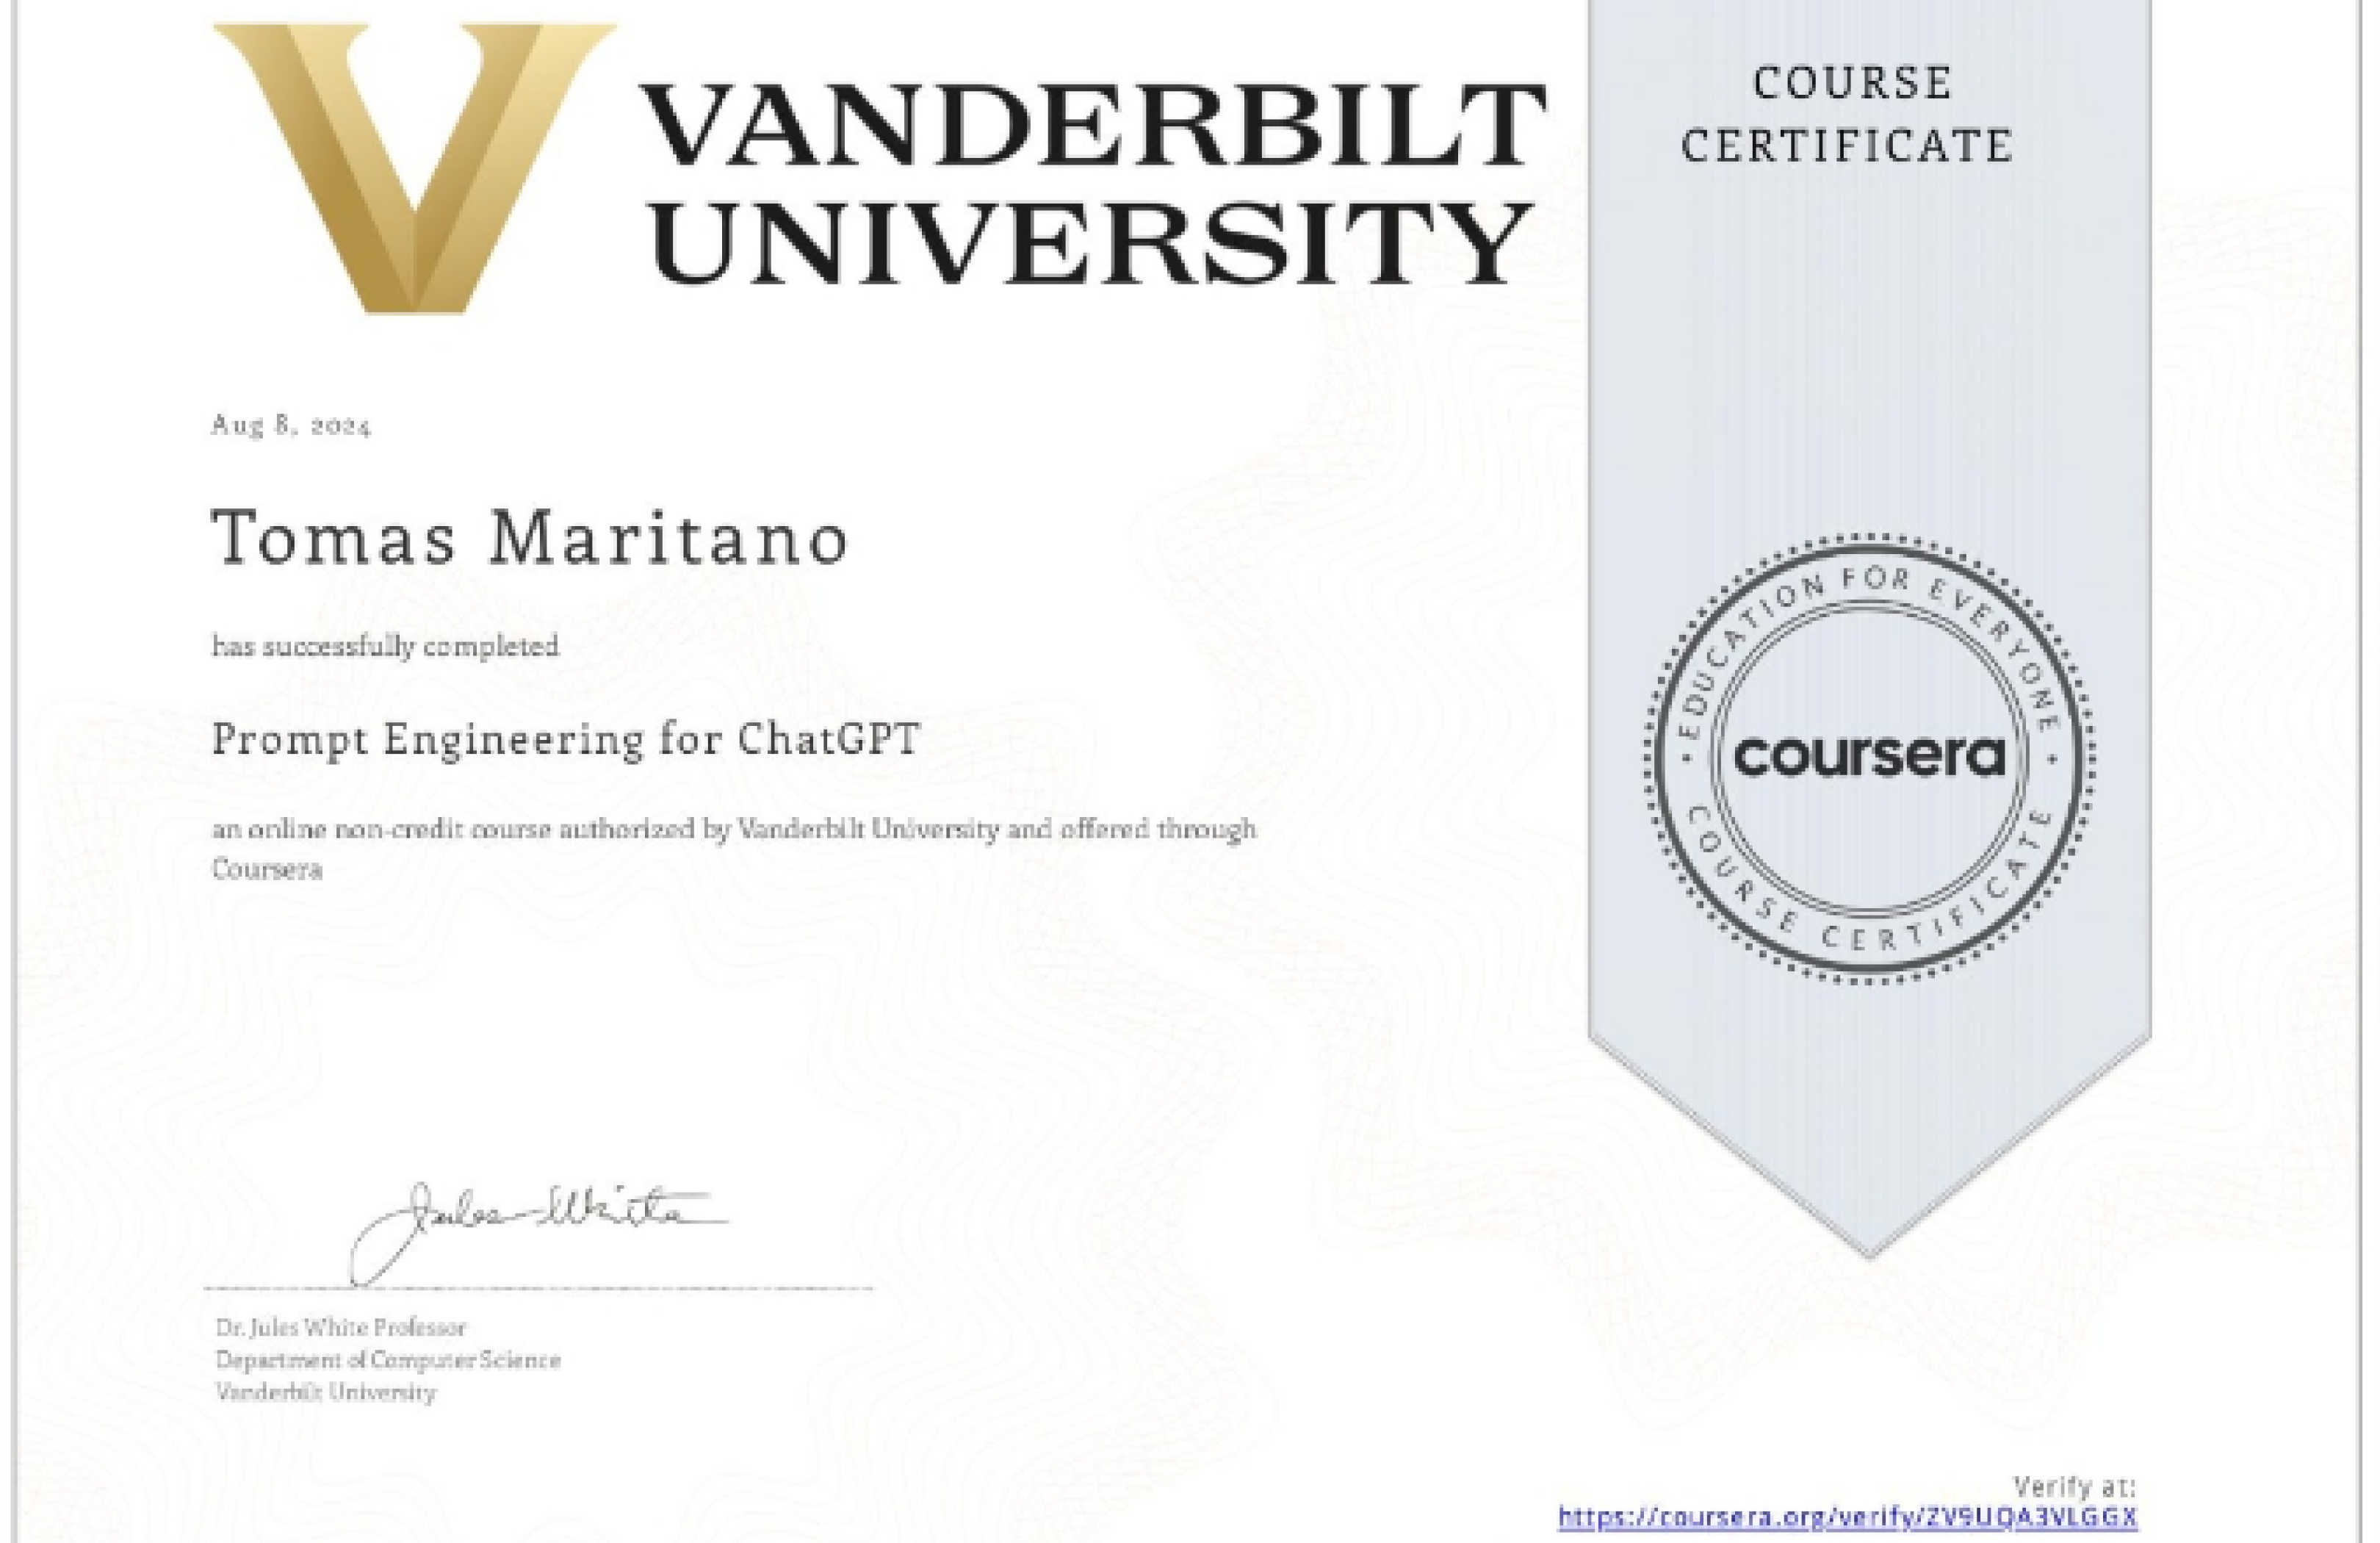 VANDERBILT
UNIVERSITY
COURSE
CERTIFICATE
Aug 8, 2024
Tomas Maritano
has successfully completed
Prompt Engineering for ChatGPT
an online non-credit course authorized by Vanderbilt University and offered through
Coursera
EDUCATION FOR EVERYONE
coursera
COURSE CERTIFICATE
Jules White
Dr. Jules White Professor
Department of Computer Science
Vanderbilt University
Verify at:
https://coursera.org/verify/ZV9UQA3VLGGX